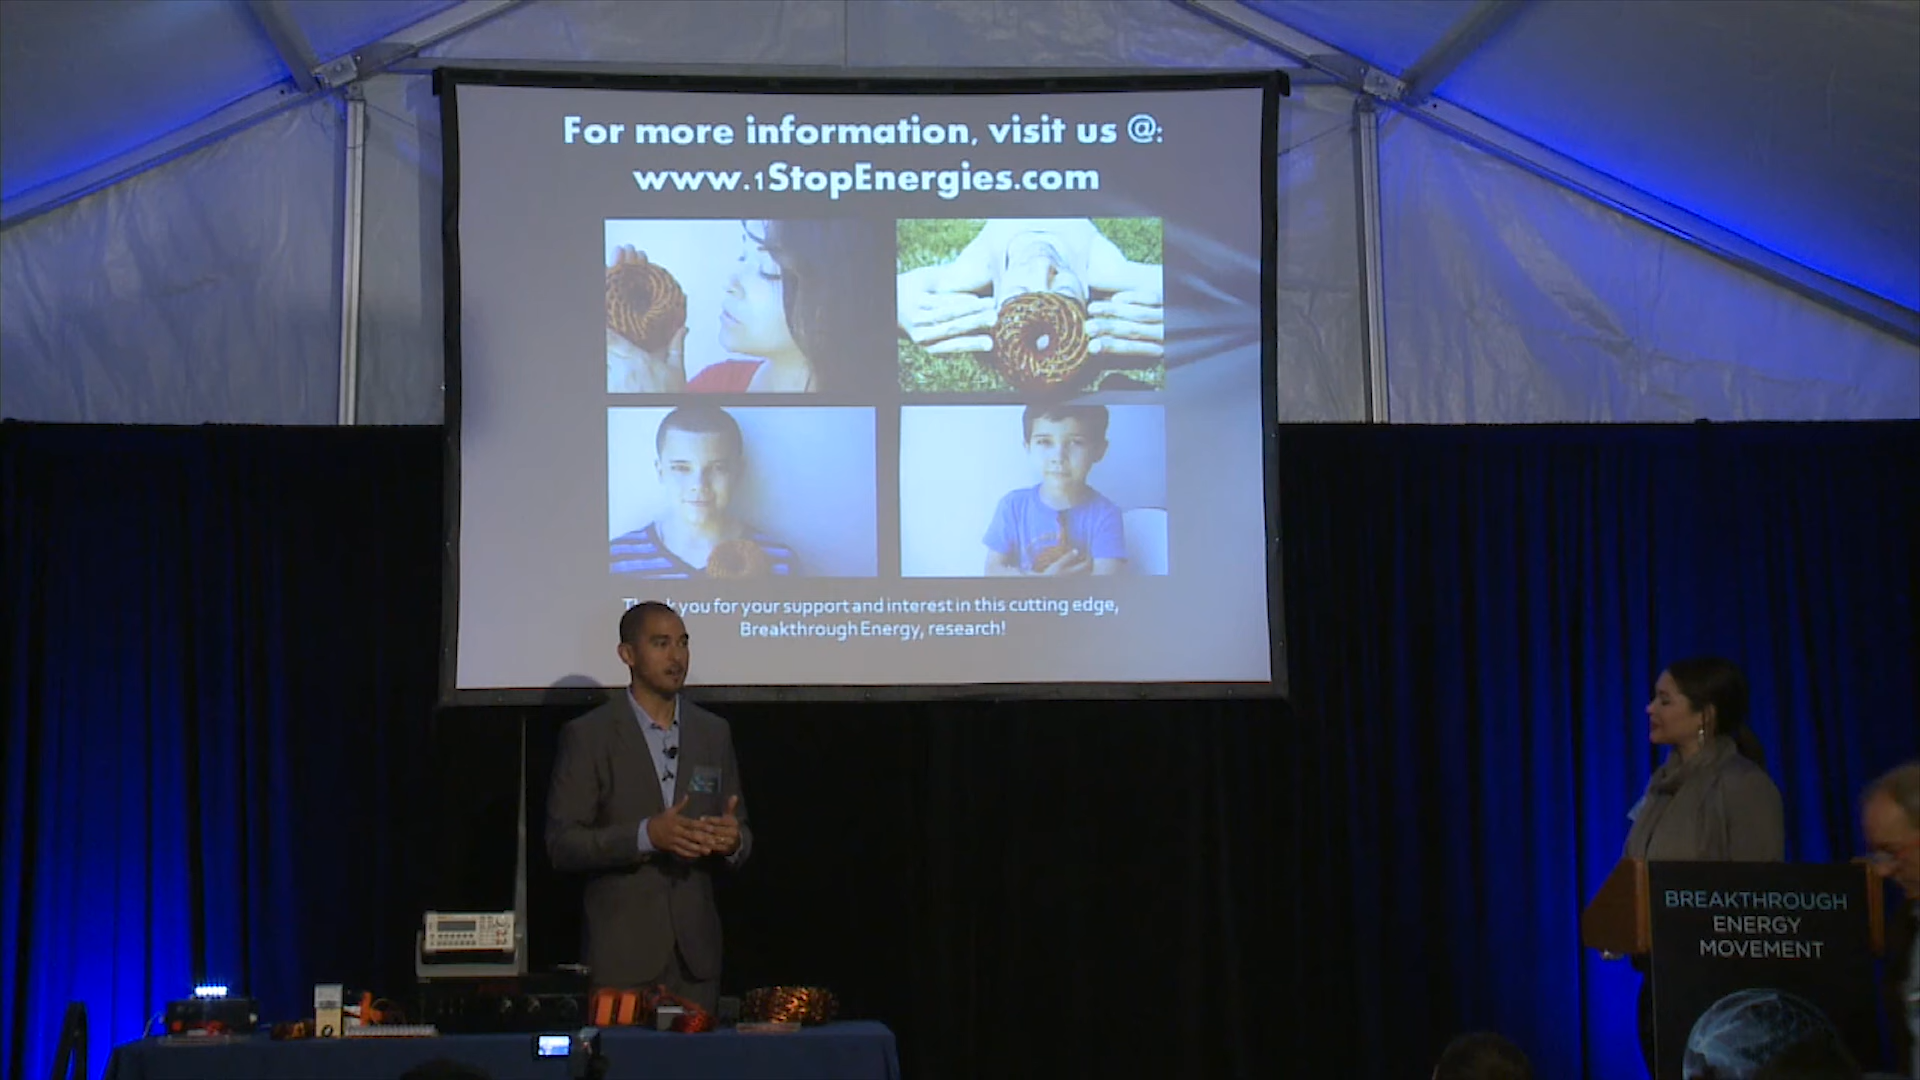 For more information, visit us @:
www.1StopEnergies.com
you for your support and interest in this cutting edge,
Breakthrough Energy, research!
BREAKTHROUGH
ENERGY
MOVEMENT